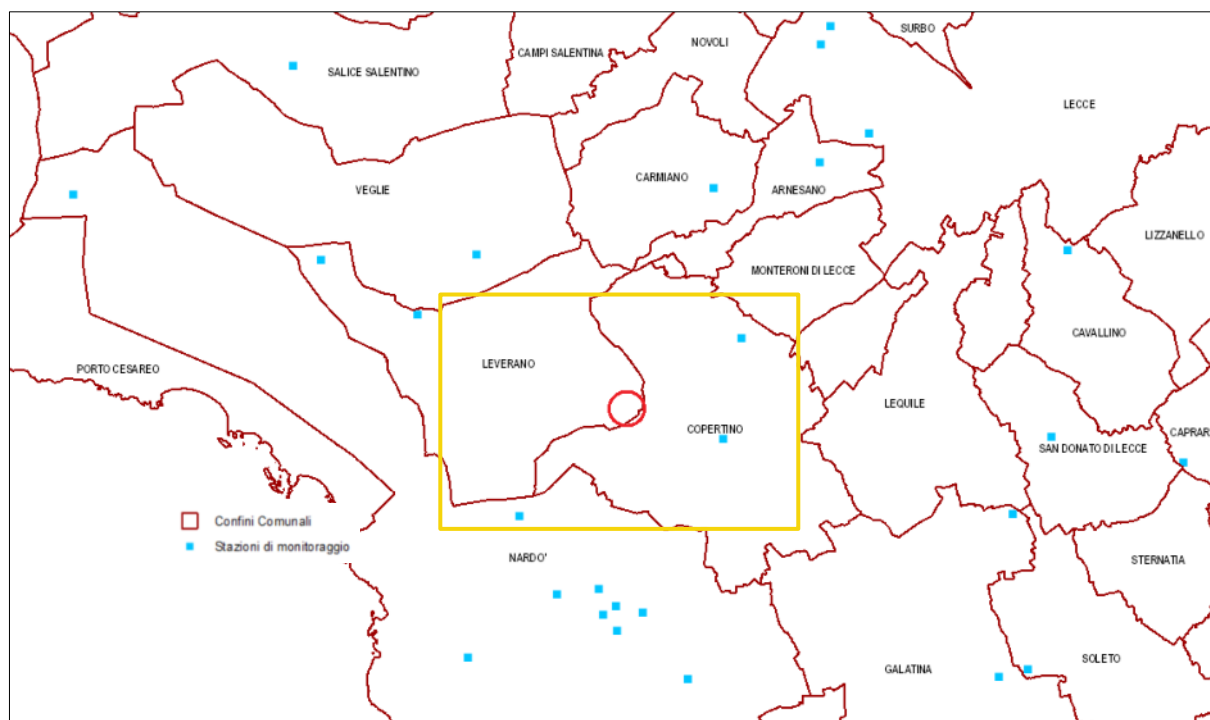 SURBO
NOVOLI
CAMPI SALENTINA
SALICE SALENTINO
LECCE
CARMIANO
VEGLIE
ARNESANO
LIZZANELLO
MONTERONI DI LECCE
CAVALLINO
LEVERANO
PORTO CESAREO
LEQUILE
COPERTINO
CAPRAR
SAN DONATO DI LECCE
Confini Comunali
Stazioni di monitoraggio
NARDO'
STERNATIA
SOLETO
GALATINA